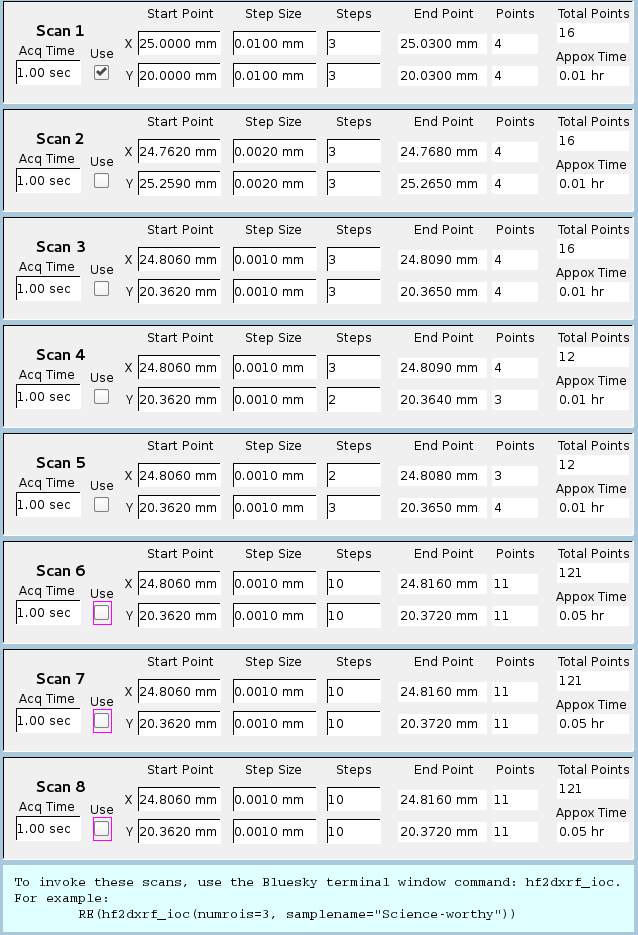 Start Point Step Size Steps End Point Points Total Points
Scan 1 16
Acq Time Use X 25.0000 mm 0.0100 mm 3 25.0300 mm 4 Appox Time
1.00 sec Y 20.0000 mm 0.0100 mm 3 20.0300 mm 4 0.01 hr
Start Point Step Size Steps End Point Points Total Points
Scan 2 16
Acq Time Use X 24.7620 mm 0.0020 mm 3 24.7680 mm 4 Appox Time
1.00 sec Y 25.2590 mm 0.0020 mm 3 25.2650 mm 4 0.01 hr
Start Point Step Size Steps End Point Points Total Points
Scan 3 16
Acq Time Use X 24.8060 mm 0.0010 mm 3 24.8090 mm 4 Appox Time
1.00 sec Y 20.3620 mm 0.0010 mm 3 20.3650 mm 4 0.01 hr
Start Point Step Size Steps End Point Points Total Points
Scan 4 12
Acq Time Use X 24.8060 mm 0.0010 mm 3 24.8090 mm 4 Appox Time
1.00 sec Y 20.3620 mm 0.0010 mm 2 20.3640 mm 3 0.01 hr
Start Point Step Size Steps End Point Points Total Points
Scan 5 12
Acq Time Use X 24.8060 mm 0.0010 mm 2 24.8080 mm 3 Appox Time
1.00 sec Y 20.3620 mm 0.0010 mm 3 20.3650 mm 4 0.01 hr
Start Point Step Size Steps End Point Points Total Points
Scan 6 121
Acq Time Use X 24.8060 mm 0.0010 mm 10 24.8160 mm 11 Appox Time
1.00 sec Y 20.3620 mm 0.0010 mm 10 20.3720 mm 11 0.05 hr
Start Point Step Size Steps End Point Points Total Points
Scan 7 121
Acq Time Use X 24.8060 mm 0.0010 mm 10 24.8160 mm 11 Appox Time
1.00 sec Y 20.3620 mm 0.0010 mm 10 20.3720 mm 11 0.05 hr
Start Point Step Size Steps End Point Points Total Points
Scan 8 121
Acq Time Use X 24.8060 mm 0.0010 mm 10 24.8160 mm 11 Appox Time
1.00 sec Y 20.3620 mm 0.0010 mm 10 20.3720 mm 11 0.05 hr
To invoke these scans, use the Bluesky terminal window command: hf2dxrf_ioc.
For example:
RE(hf2dxrf_ioc(numrois=3, samplename="Science-worthy"))